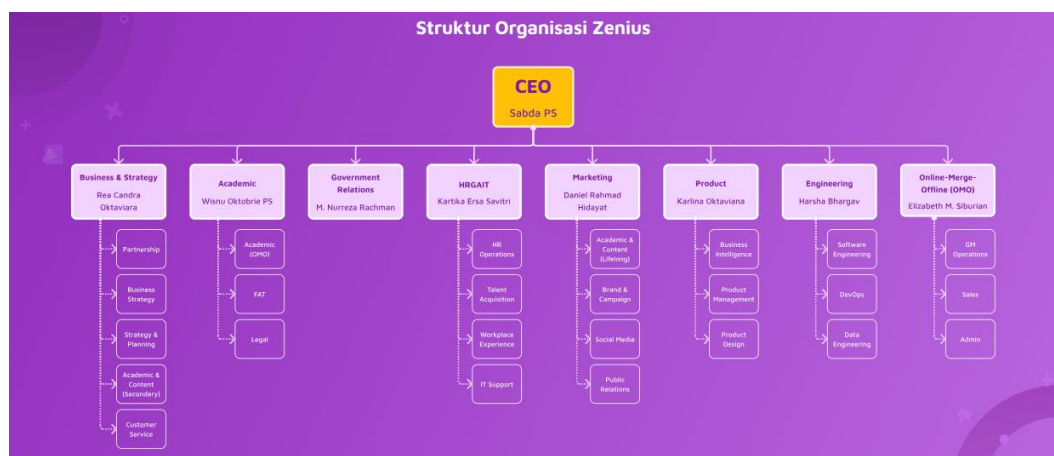 Struktur Organisasi Zenius
CEO
Sabda PS
Business & Strategy
Rea Candra
Oktaviara
Partnership
Business
Strategy
Strategy &
Planning
Academic
& Content
(Secondary)
Customer
Service
Academic
Wisnu Oktobrie PS
Academic
(OMO)
FAT
Legal
Government
Relations
M. Nurreza Rachman
HRGAIT
Kartika Ersa Savitri
HR
Operations
Talent
Acquisition
Workplace
Experience
IT Support
Marketing
Daniel Rahmad
Hidayat
Academic &
Content
(Lifelong)
Brand &
Campaign
Social Media
Public
Relations
Product
Karlina Oktaviana
Business
Intelligence
Product
Management
Product
Design
Engineering
Harsha Bhargav
Software
Engineering
DevOps
Data
Engineering
Online-Merge-
Offline (OMO)
Elizabeth M. Siburian
GM
Operations
Sales
Admin